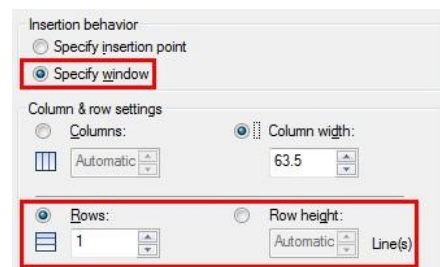 Insertion behavior
Specify insertion point
Specify window
Column & row settings
Columns:
Column width:
Automatic
63.5
Rows:
Row height:
1
Automatic
Line(s)